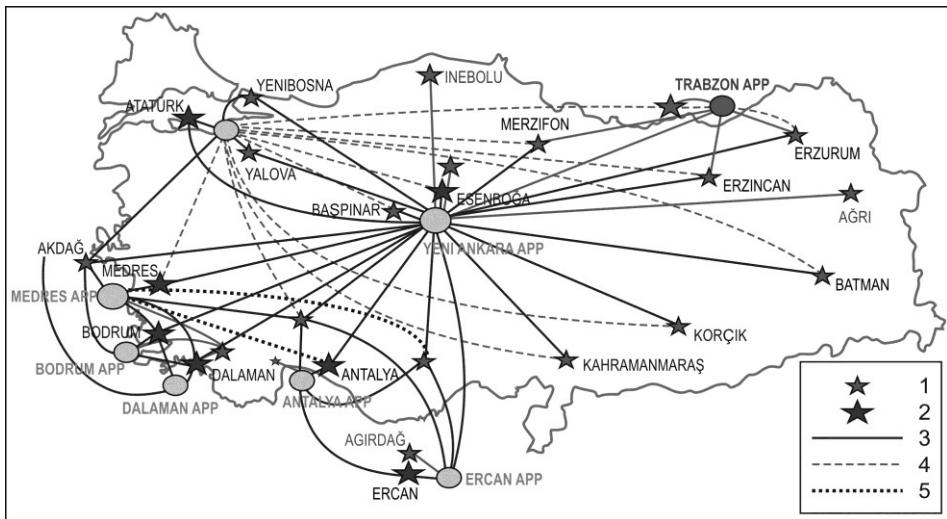 YENIBOSNA
INEBOLU
TRABZON APP
ATATÜRK
MERZIFON
ERZURUM
YALOVA
ESENBOĞA
ERZINCAN
BAŞPINAR
AĞRI
YENI ANKARA APP
AKDAĞ
MEDRES
BATMAN
MEDRES APP
BODRUM
KORÇIK
BODRUM APP
DALAMAN
ANTALYA
KAHRAMANMARAŞ
DALAMAN APP
ANTALYA APP
AGIRDAĞ
ERCAN APP
ERCAN
1
2
3
4
5